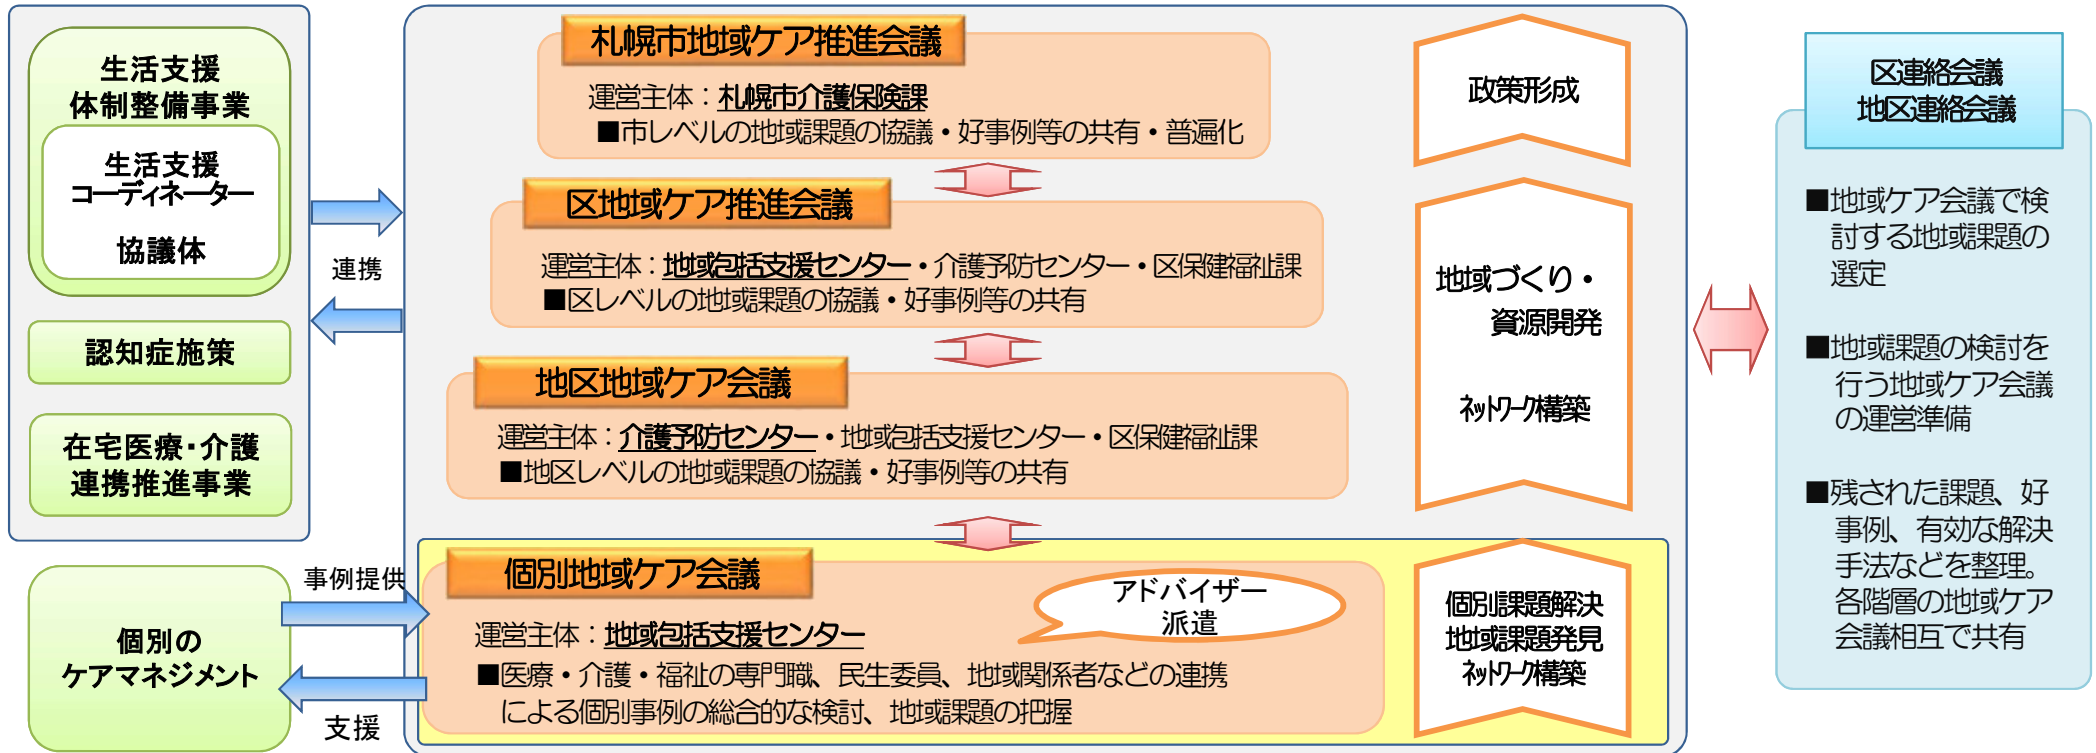 生活支援
体制整備事業
生活支援
コーディネーター
協議体
認知症施策
在宅医療・介護
連携推進事業
連携
札幌市地域ケア推進会議
運営主体：札幌市介護保険課
■市レベルの地域課題の協議・好事例等の共有・普遍化
区地域ケア推進会議
運営主体：地域包括支援センター・介護予防センター・区保健福祉課
■区レベルの地域課題の協議・好事例等の共有
地区地域ケア会議
運営主体：介護予防センター・地域包括支援センター・区保健福祉課
■地区レベルの地域課題の協議・好事例等の共有
政策形成
地域づくり・
資源開発
ネットワーク構築
個別の
ケアマネジメント
事例提供
支援
個別地域ケア会議
運営主体：地域包括支援センター
■医療・介護・福祉の専門職、民生委員、地域関係者などの連携
による個別事例の総合的な検討、地域課題の把握
アドバイザー
派遣
個別課題解決
地域課題発見
ネットワーク構築
区連絡会議
地区連絡会議
■地域ケア会議で検
討する地域課題の
選定
■地域課題の検討を
行う地域ケア会議
の運営準備
■残された課題、好
事例、有効な解決
手法などを整理。
各階層の地域ケア
会議相互で共有